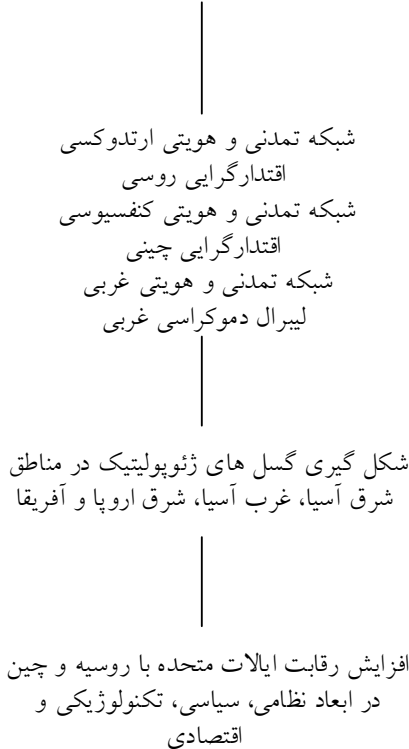 شبکه تمدنی و هویتی ارتدوکسی
اقتدارگرایی روسی
شبکه تمدنی و هویتی کنفسیوسی
اقتدارگرایی چینی
شبکه تمدنی و هویتی غربی
لیبرال دموکراسی غربی
شکل گیری گسل های ژئوپولیتیک در مناطق
شرق آسیا، غرب آسیا، شرق اروپا و آفریقا
افزایش رقابت ایالات متحده با روسیه و چین
در ابعاد نظامی، سیاسی، تکنولوژیکی و
اقتصادی